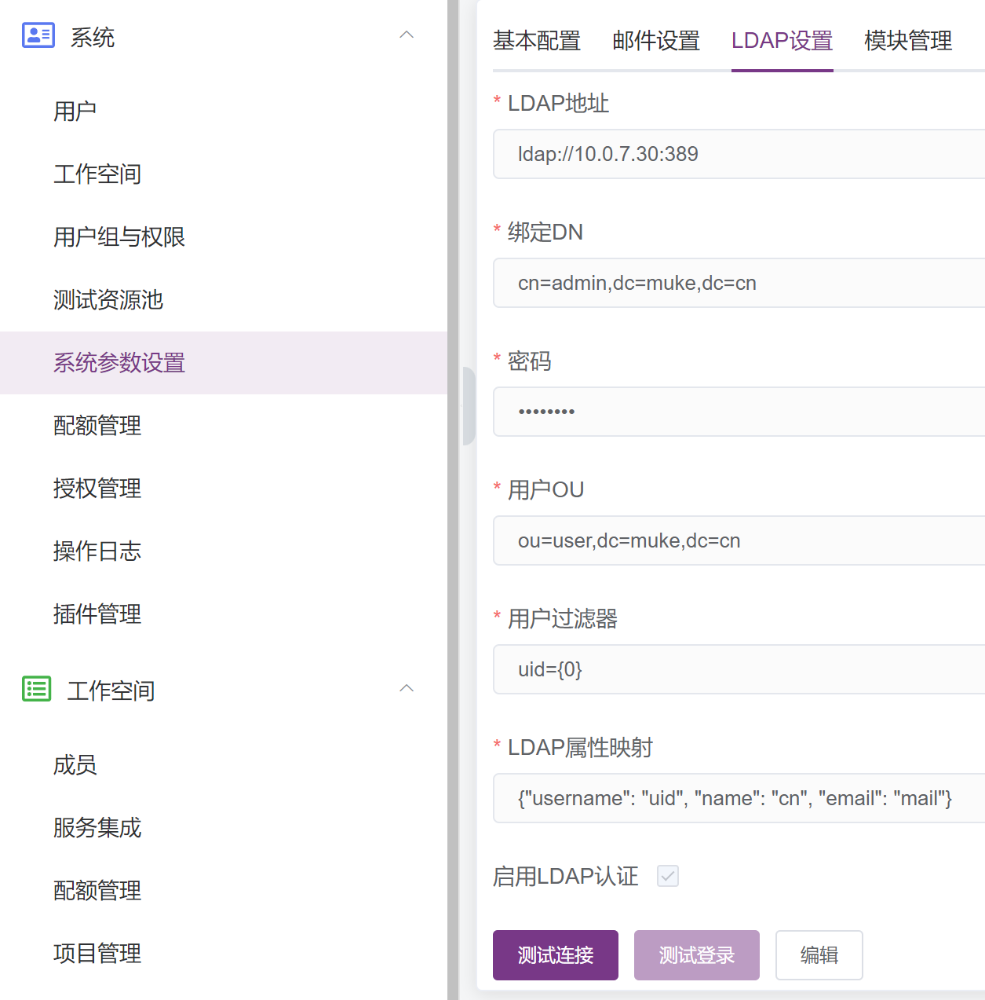 系统
用户
工作空间
用户组与权限
测试资源池
系统参数设置
配额管理
授权管理
操作日志
插件管理
工作空间
成员
服务集成
配额管理
项目管理
基本配置 邮件设置 LDAP设置 模块管理
* LDAP地址
ldap://10.0.7.30:389
* 绑定DN
cn=admin,dc=muke,dc=cn
* 密码
••••••••
* 用户OU
ou=user,dc=muke,dc=cn
* 用户过滤器
uid={0}
* LDAP属性映射
{"username": "uid", "name": "cn", "email": "mail"}
启用LDAP认证
测试连接 测试登录 编辑